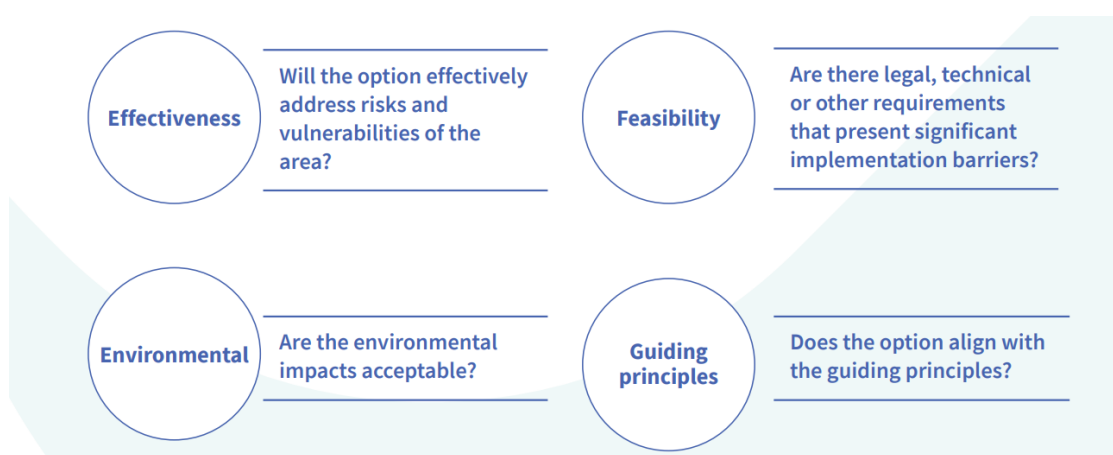 Effectiveness
Will the option effectively
address risks and
vulnerabilities of the
area?
Feasibility
Are there legal, technical
or other requirements
that present significant
implementation barriers?
Environmental
Are the environmental
impacts acceptable?
Guiding
principles
Does the option align with
the guiding principles?